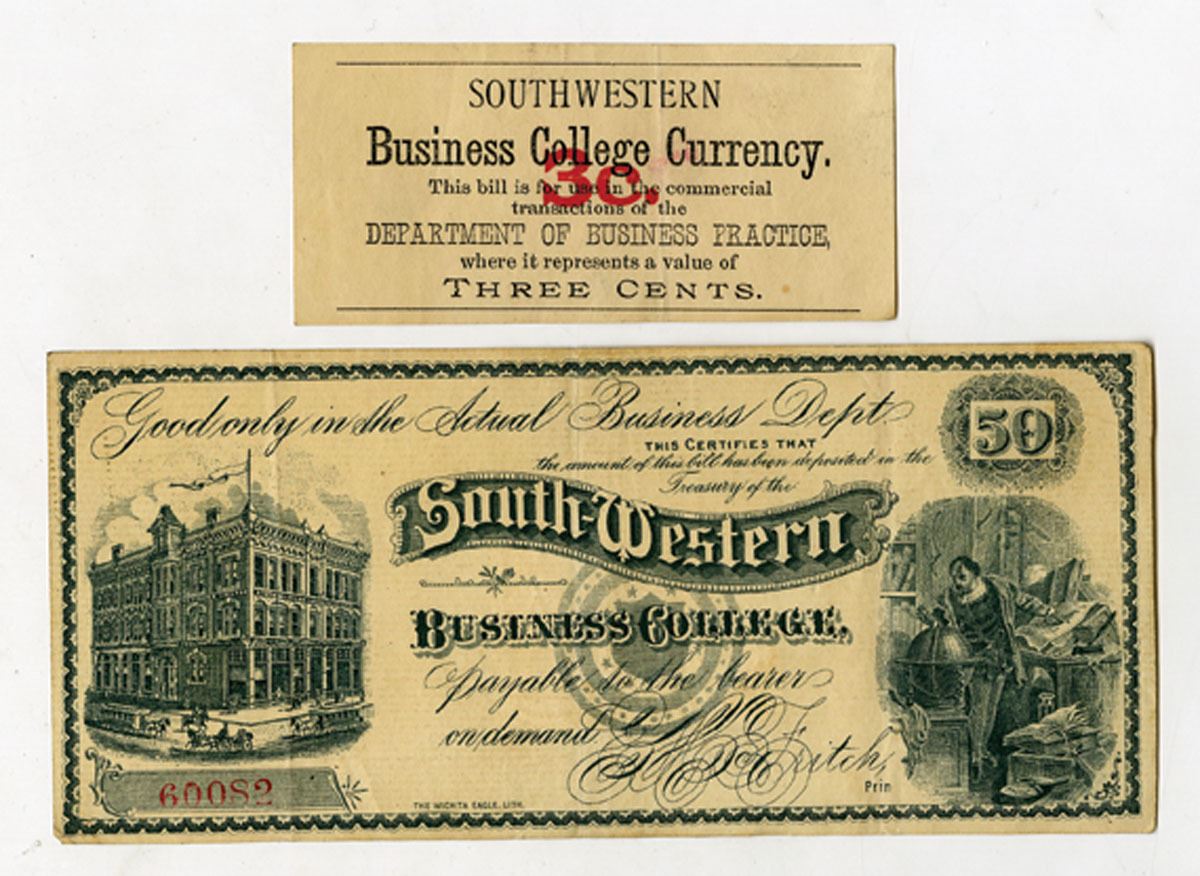 SOUTHWESTERN
Business College Currency.
3c.
This bill is for use in the commercial
transactions of the
DEPARTMENT OF BUSINESS PRACTICE,
where it represents a value of
THREE CENTS.
Good only in the Actual Business Dept
50
THIS CERTIFIES THAT
the amount of this bill has been deposited in the
Treasury of the
South-Western
BUSINESS COLLEGE.
payable to the bearer
on demand
Fitch,
Prin
60082
THE WICHITA EAGLE, LITH.